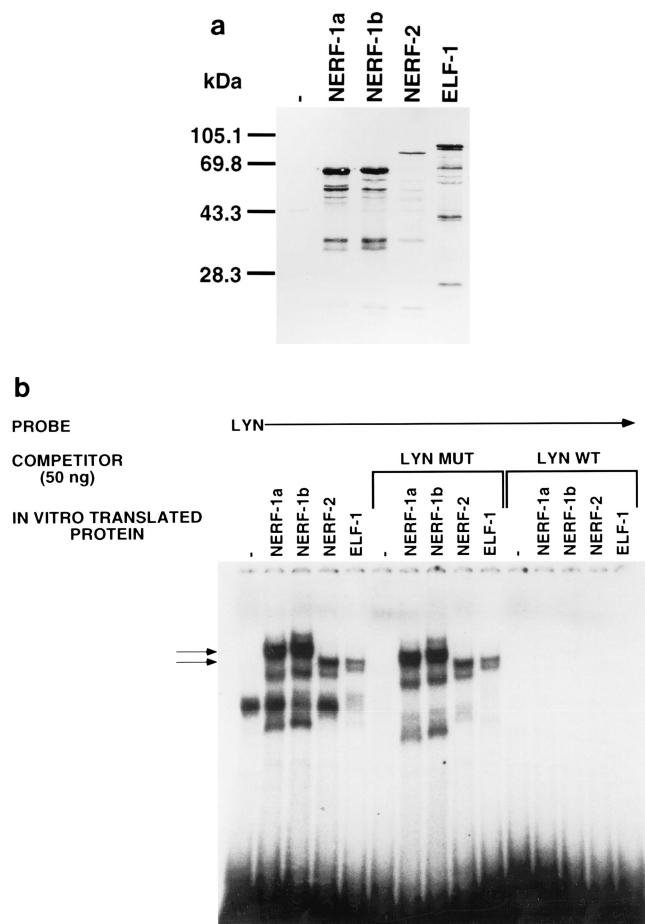 a
kDa
-
NERF-1a
NERF-1b
NERF-2
ELF-1
105.1
69.8
43.3
28.3
b
PROBE
LYN
COMPETITOR
(50 ng)
LYN MUT
LYN WT
IN VITRO TRANSLATED
PROTEIN
-
NERF-1a
NERF-1b
NERF-2
ELF-1
-
NERF-1a
NERF-1b
NERF-2
ELF-1
-
NERF-1a
NERF-1b
NERF-2
ELF-1